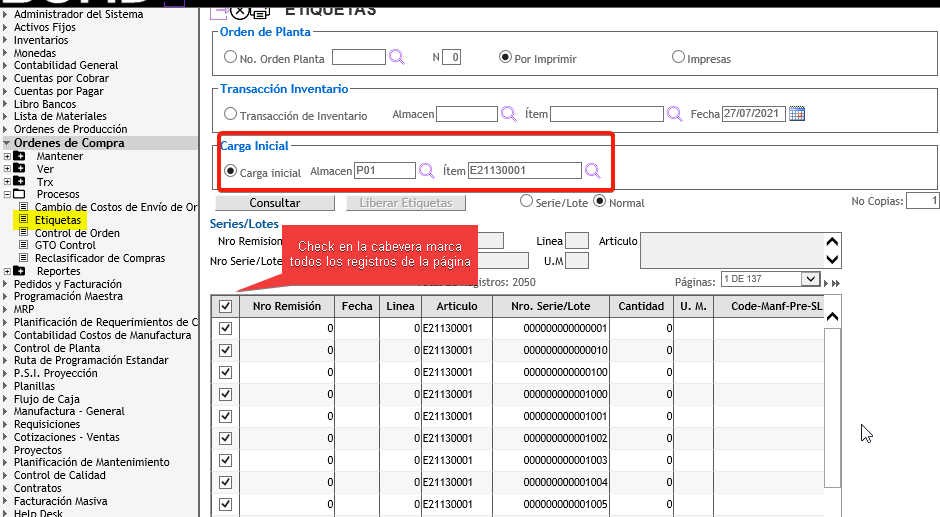 ETIQUETAS
Administrador del Sistema
Activos Fijos
Inventarios
Monedas
Contabilidad General
Cuentas por Cobrar
Cuentas por Pagar
Libro Bancos
Lista de Materiales
Ordenes de Producción
Ordenes de Compra
Mantener
Ver
Trx
Procesos
Cambio de Costos de Envío de Or
Etiquetas
Control de Orden
GTO Control
Reclasificador de Compras
Reportes
Pedidos y Facturación
Programación Maestra
MRP
Planificación de Requerimientos de C
Contabilidad Costos de Manufactura
Control de Planta
Ruta de Programación Estandar
P.S.I. Proyección
Planillas
Flujo de Caja
Manufactura - General
Requisiciones
Cotizaciones - Ventas
Proyectos
Planificación de Mantenimiento
Control de Calidad
Contratos
Facturación Masiva
Help Desk
Orden de Planta
No. Orden Planta N 0 Por Imprimir Impresas
Transacción Inventario
Transacción de Inventario Almacen Ítem Fecha 27/07/2021
Carga Inicial
Carga inicial Almacen P01 Ítem E21130001
Consultar Liberar Etiquetas Serie/Lote Normal No Copias: 1
Series/Lotes
Nro Remision Linea Articulo
Nro Serie/Lote U.M
Check en la cabevera marca
todos los registros de la página
Registros: 2050 Páginas: 1 DE 137
Nro Remisión Fecha Linea Articulo Nro. Serie/Lote Cantidad U. M. Code-Manf-Pre-SL
0 0 E21130001 000000000000001 0
0 0 E21130001 000000000000010 0
0 0 E21130001 000000000000100 0
0 0 E21130001 000000000001000 0
0 0 E21130001 000000000001001 0
0 0 E21130001 000000000001002 0
0 0 E21130001 000000000001003 0
0 0 E21130001 000000000001004 0
0 0 E21130001 000000000001005 0